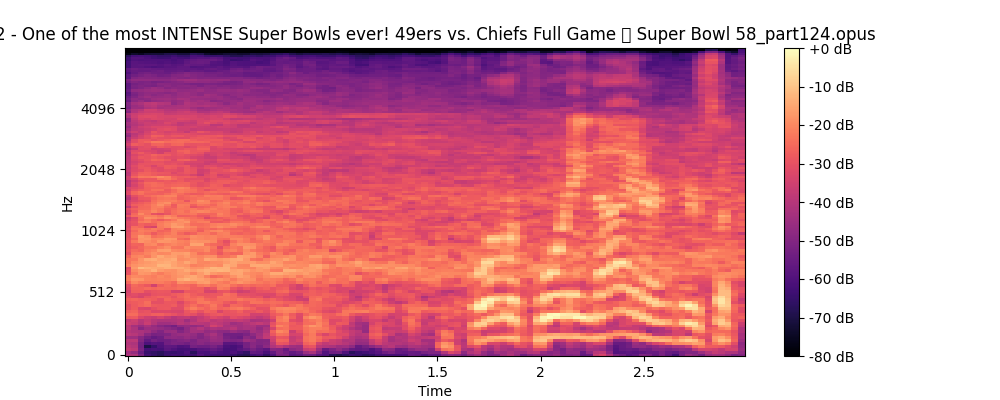 2 - One of the most INTENSE Super Bowls ever! 49ers vs. Chiefs Full Game ▯ Super Bowl 58_part124.opus
Hz
4096
2048
1024
512
0
0
0.5
1
1.5
2
2.5
Time
+0 dB
-10 dB
-20 dB
-30 dB
-40 dB
-50 dB
-60 dB
-70 dB
-80 dB